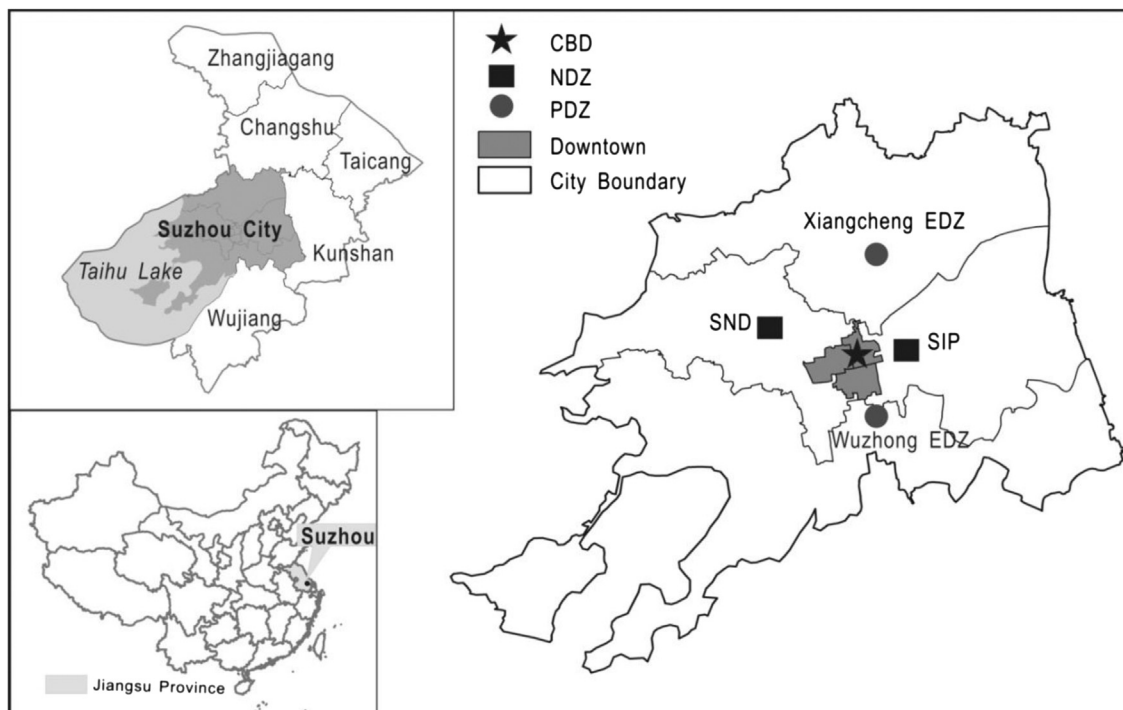 Zhangjiagang
Changshu
Taicang
Suzhou City
Kunshan
Taihu Lake
Wujiang
Suzhou
Jiangsu Province
CBD
NDZ
PDZ
Downtown
City Boundary
Xiangcheng EDZ
SND
SIP
Wuzhong EDZ